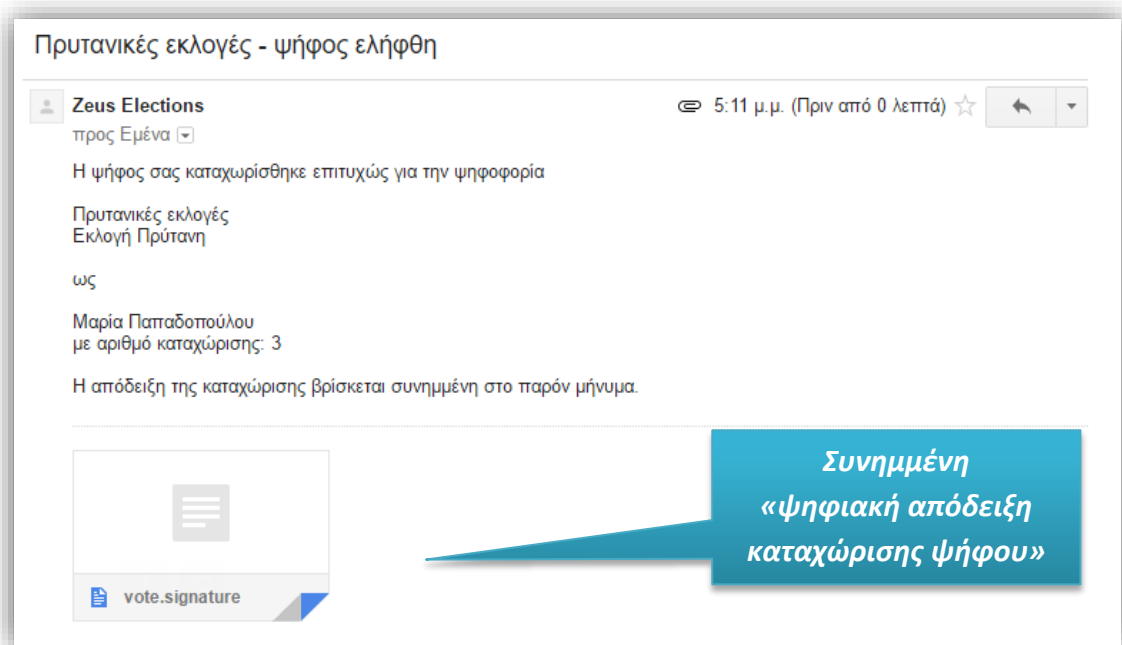 Πρυτανικές εκλογές - ψήφος ελήφθη
Zeus Elections
5:11 μ.μ. (Πριν από 0 λεπτά)
προς Εμένα
Η ψήφος σας καταχωρίσθηκε επιτυχώς για την ψηφοφορία
Πρυτανικές εκλογές
Εκλογή Πρύτανη
ως
Μαρία Παπαδοπούλου
με αριθμό καταχώρισης: 3
Η απόδειξη της καταχώρισης βρίσκεται συνημμένη στο παρόν μήνυμα.
Συνημμένη
«ψηφιακή απόδειξη
καταχώρισης ψήφου»
vote.signature